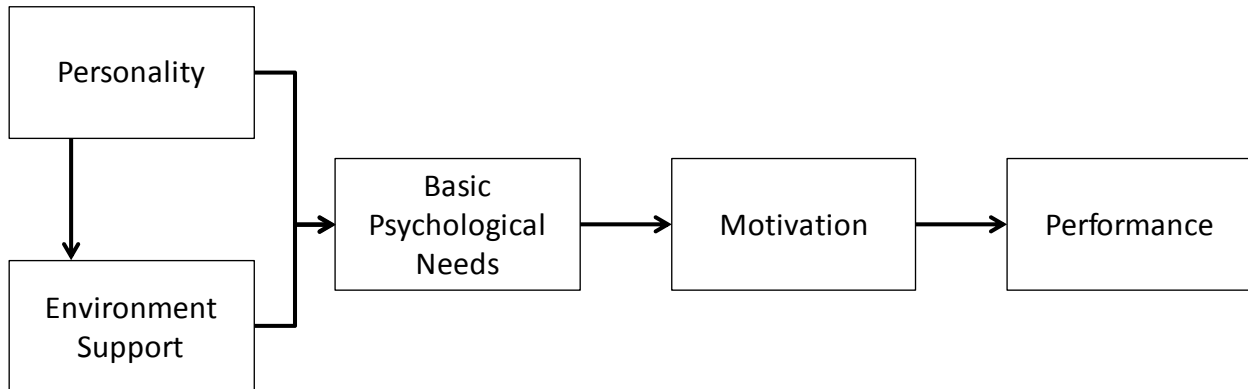 Personality
Environment
Support
Basic
Psychological
Needs
Motivation
Performance